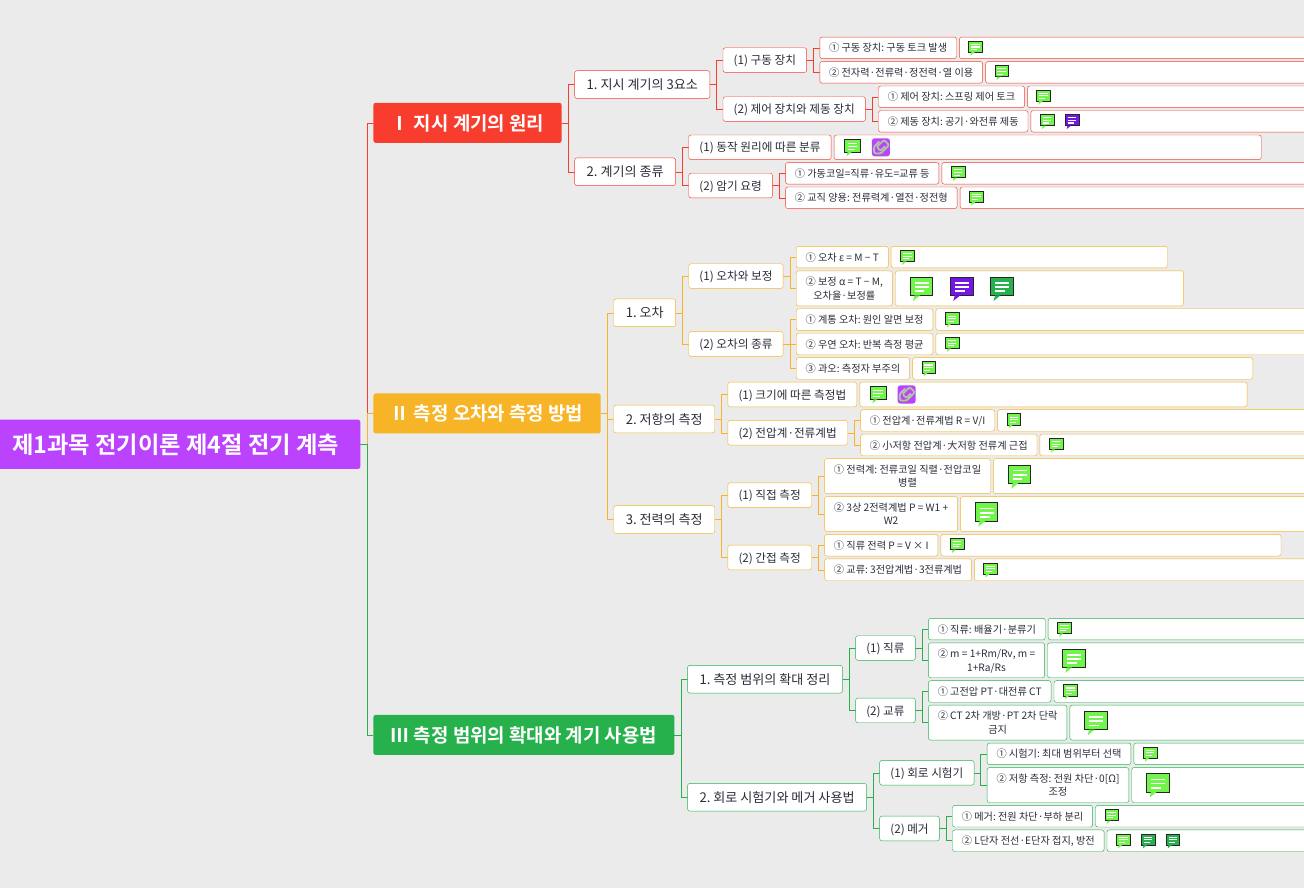 제1과목 전기이론 제4절 전기 계측
Ⅰ 지시 계기의 원리
1. 지시 계기의 3요소
(1) 구동 장치
① 구동 장치: 구동 토크 발생
② 전자력·전류력·정전력·열 이용
(2) 제어 장치와 제동 장치
① 제어 장치: 스프링 제어 토크
② 제동 장치: 공기·와전류 제동
2. 계기의 종류
(1) 동작 원리에 따른 분류
(2) 암기 요령
① 가동코일=직류·유도=교류 등
② 교직 양용: 전류력계·열전·정전형
II 측정 오차와 측정 방법
1. 오차
(1) 오차와 보정
① 오차 ε = M − T
② 보정 α = T − M,
오차율·보정률
(2) 오차의 종류
① 계통 오차: 원인 알면 보정
② 우연 오차: 반복 측정 평균
③ 과오: 측정자 부주의
2. 저항의 측정
(1) 크기에 따른 측정법
(2) 전압계·전류계법
① 전압계·전류계법 R = V/I
② 小저항 전압계·大저항 전류계 근접
3. 전력의 측정
(1) 직접 측정
① 전력계: 전류코일 직렬·전압코일
병렬
② 3상 2전력계법 P = W1 +
W2
(2) 간접 측정
① 직류 전력 P = V × I
② 교류: 3전압계법·3전류계법
III 측정 범위의 확대와 계기 사용법
1. 측정 범위의 확대 정리
(1) 직류
① 직류: 배율기·분류기
② m = 1+Rm/Rv, m =
1+Ra/Rs
(2) 교류
① 고전압 PT·대전류 CT
② CT 2차 개방·PT 2차 단락
금지
2. 회로 시험기와 메거 사용법
(1) 회로 시험기
① 시험기: 최대 범위부터 선택
② 저항 측정: 전원 차단·0[Ω]
조정
(2) 메거
① 메거: 전원 차단·부하 분리
② L단자 전선·E단자 접지, 방전